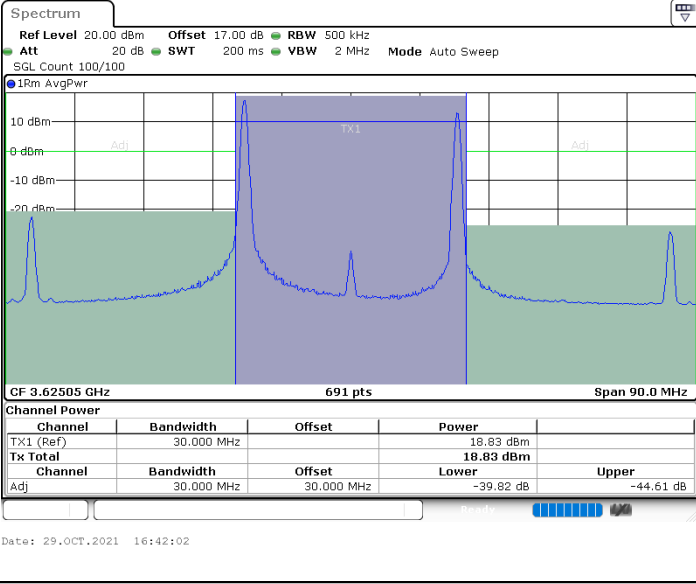 Spectrum
Ref Level 20.00 dBm Offset 17.00 dB RBW 500 kHz
Att 20 dB SWT 200 ms VBW 2 MHz Mode Auto Sweep
SGL Count 100/100
1Rm AvgPwr
TX1
10 dBm
Adj Adj
0 dBm
-10 dBm
-20 dBm
CF 3.62505 GHz 691 pts Span 90.0 MHz
Channel Power
Channel Bandwidth Offset Power
TX1 (Ref) 30.000 MHz 18.83 dBm
Tx Total 18.83 dBm
Channel Bandwidth Offset Lower Upper
Adj 30.000 MHz 30.000 MHz -39.82 dB -44.61 dB
Ready
Date: 29.OCT.2021 16:42:02